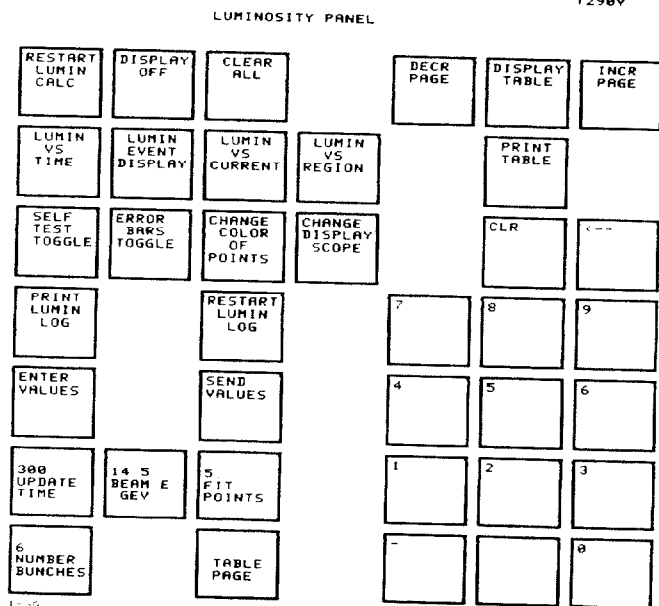 T290V
LUMINOSITY PANEL
RESTART
LUMIN
CALC
DISPLAY
OFF
CLEAR
ALL
DECR
PAGE
DISPLAY
TABLE
INCR
PAGE
LUMIN
VS
TIME
LUMIN
EVENT
DISPLAY
LUMIN
VS
CURRENT
LUMIN
VS
REGION
PRINT
TABLE
SELF
TEST
TOGGLE
ERROR
BARS
TOGGLE
CHANGE
COLOR
OF
POINTS
CHANGE
DISPLAY
SCOPE
CLR
<--
PRINT
LUMIN
LOG
RESTART
LUMIN
LOG
7
8
9
ENTER
VALUES
SEND
VALUES
4
5
6
300
UPDATE
TIME
14 5
BEAM E
GEV
5
FIT
POINTS
1
2
3
6
NUMBER
BUNCHES
TABLE
PAGE
-
0